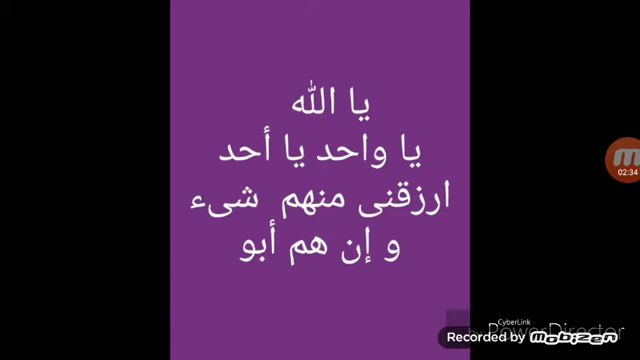 يا الله
يا واحد يا أحد
ارزقنى منهم شىء
و إن هم أبو
02:34
CyberLink
by PowerDirector
Recorded by mobizen